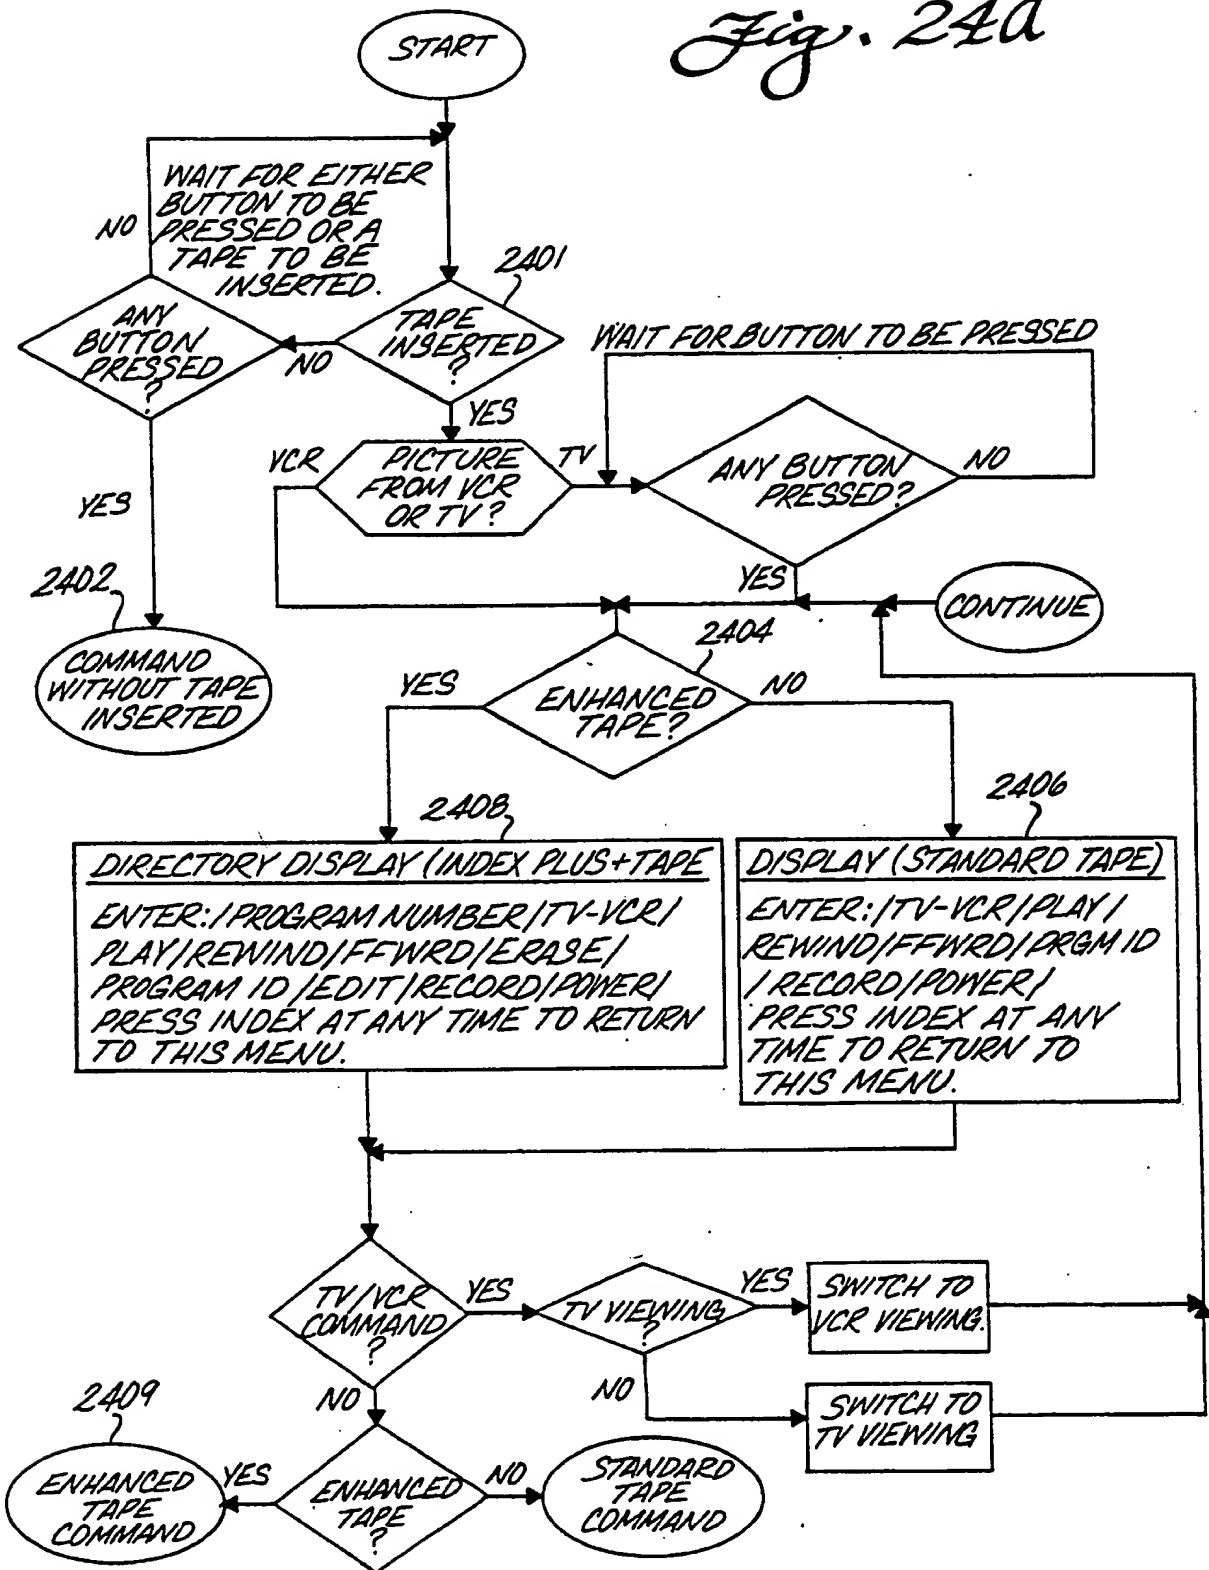 Fig. 24a
START
WAIT FOR EITHER
BUTTON TO BE
PRESSED OR A
TAPE TO BE
INSERTED.
NO
2401
ANY
BUTTON
PRESSED
?
NO
TAPE
INSERTED
?
YES
WAIT FOR BUTTON TO BE PRESSED
VCR
PICTURE
FROM VCR
OR TV?
TV
ANY BUTTON
PRESSED?
NO
YES
YES
2402
COMMAND
WITHOUT TAPE
INSERTED
CONTINUE
2404
YES
ENHANCED
TAPE?
NO
2408
2406
DIRECTORY DISPLAY (INDEX PLUS+TAPE
ENTER:/PROGRAM NUMBER/TV-VCR/
PLAY/REWIND/FFWRD/ERASE/
PROGRAM ID/EDIT/RECORD/POWER/
PRESS INDEX AT ANY TIME TO RETURN
TO THIS MENU.
DISPLAY (STANDARD TAPE)
ENTER:/TV-VCR/PLAY/
REWIND/FFWRD/PRGM ID
/RECORD/POWER/
PRESS INDEX AT ANY
TIME TO RETURN TO
THIS MENU.
TV/VCR
COMMAND
?
YES
TV VIEWING
?
YES
SWITCH TO
VCR VIEWING.
NO
NO
SWITCH TO
TV VIEWING
2409
ENHANCED
TAPE
COMMAND
YES
ENHANCED
TAPE
?
NO
STANDARD
TAPE
COMMAND